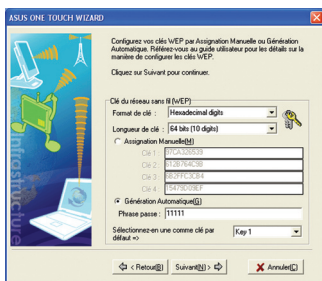 ASUS ONE TOUCH WIZARD
Configurez vos clés WEP par Assignation Manuelle ou Génération
Automatique. Référez-vous au guide utilisateur pour les détails sur la
manière de configurer les clés WEP.
Cliquez sur Suivant pour continuer.
Clé du réseau sans fil (WEP)
Format de clé : Hexadecimal digits
Longueur de clé : 64 bits (10 digits)
Assignation Manuelle(M)
Clé 1 : 97CA326539
Clé 2 : 612B764C9B
Clé 3 : 6B2FFC3CB4
Clé 4 : 15479D09EF
Génération Automatique(G)
Phrase passe : 11111
Sélectionnez-en une comme clé par
défaut => Key 1
< Retour(B) Suivant(N) > Annuler(C)
infrastructure